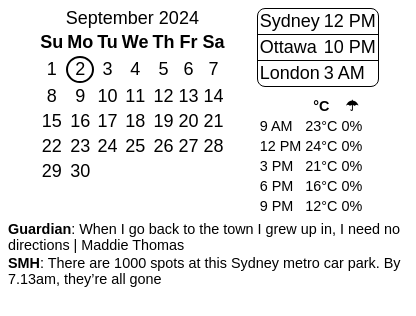 September 2024
Su Mo Tu We Th Fr Sa
1 2 3 4 5 6 7
8 9 10 11 12 13 14
15 16 17 18 19 20 21
22 23 24 25 26 27 28
29 30
Sydney 12 PM
Ottawa 10 PM
London 3 AM
°C ☂
9 AM 23°C 0%
12 PM 24°C 0%
3 PM 21°C 0%
6 PM 16°C 0%
9 PM 12°C 0%
Guardian: When I go back to the town I grew up in, I need no
directions | Maddie Thomas
SMH: There are 1000 spots at this Sydney metro car park. By
7.13am, they’re all gone